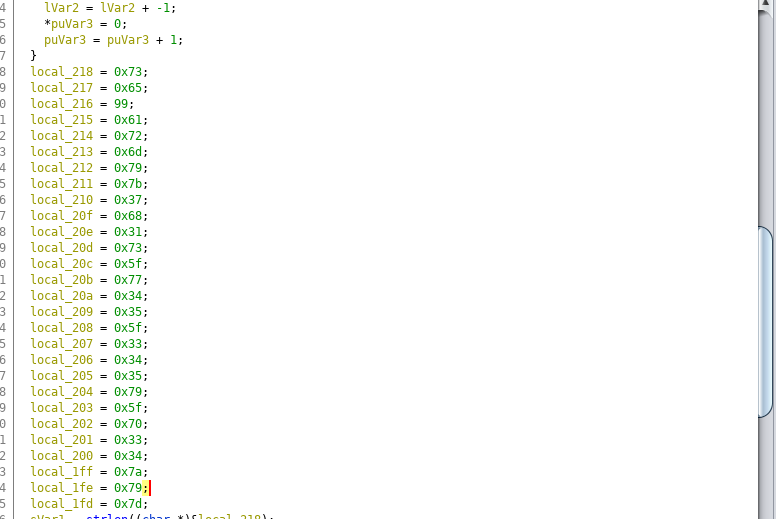 4 lVar2 = lVar2 + -1;
5 *puVar3 = 0;
6 puVar3 = puVar3 + 1;
7 }
8 local_218 = 0x73;
9 local_217 = 0x65;
0 local_216 = 99;
1 local_215 = 0x61;
2 local_214 = 0x72;
3 local_213 = 0x6d;
4 local_212 = 0x79;
5 local_211 = 0x7b;
6 local_210 = 0x37;
7 local_20f = 0x68;
8 local_20e = 0x31;
9 local_20d = 0x73;
0 local_20c = 0x5f;
1 local_20b = 0x77;
2 local_20a = 0x34;
3 local_209 = 0x35;
4 local_208 = 0x5f;
5 local_207 = 0x33;
6 local_206 = 0x34;
7 local_205 = 0x35;
8 local_204 = 0x79;
9 local_203 = 0x5f;
0 local_202 = 0x70;
1 local_201 = 0x33;
2 local_200 = 0x34;
3 local_1ff = 0x7a;
4 local_1fe = 0x79;
5 local_1fd = 0x7d;
sVar1 = strlen((char *)&local_218);